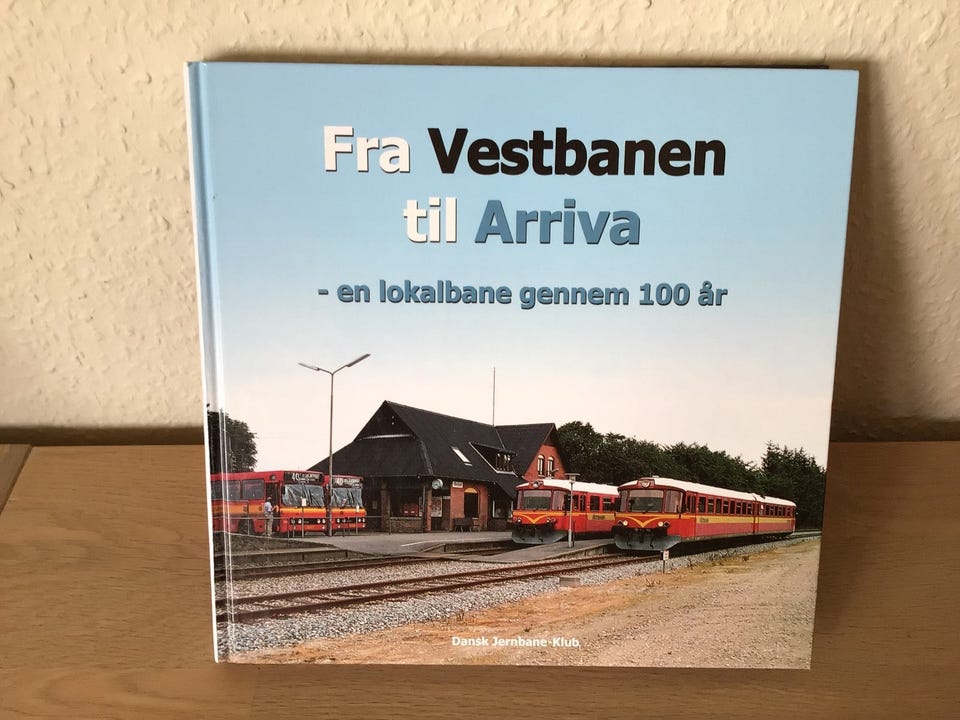 Fra Vestbanen
til Arriva
- en lokalbane gennem 100 år
Dansk Jernbane-Klub